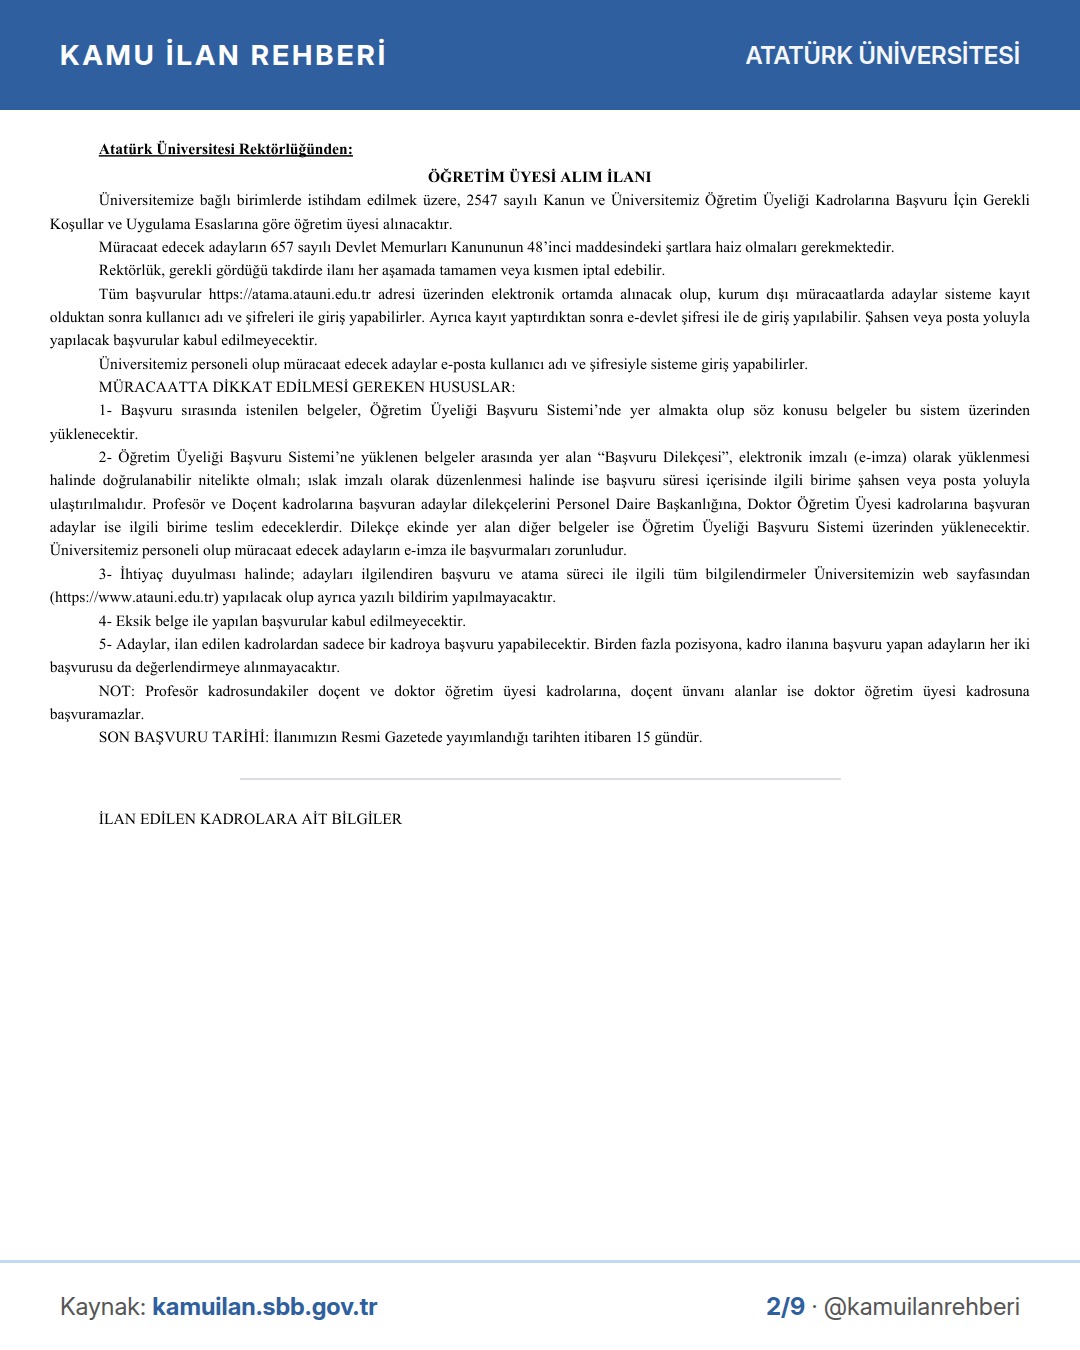 KAMU İLAN REHBERİ
ATATÜRK ÜNİVERSİTESİ
Atatürk Üniversitesi Rektörlüğünden:
ÖĞRETİM ÜYESİ ALIM İLANI
Üniversitemize bağlı birimlerde istihdam edilmek üzere, 2547 sayılı Kanun ve Üniversitemiz Öğretim Üyeliği Kadrolarına Başvuru İçin Gerekli
Koşullar ve Uygulama Esaslarına göre öğretim üyesi alınacaktır.
Müracaat edecek adayların 657 sayılı Devlet Memurları Kanununun 48’inci maddesindeki şartlara haiz olmaları gerekmektedir.
Rektörlük, gerekli gördüğü takdirde ilanı her aşamada tamamen veya kısmen iptal edebilir.
Tüm başvurular https://atama.atauni.edu.tr adresi üzerinden elektronik ortamda alınacak olup, kurum dışı müracaatlarda adaylar sisteme kayıt
olduktan sonra kullanıcı adı ve şifreleri ile giriş yapabilirler. Ayrıca kayıt yaptırdıktan sonra e-devlet şifresi ile de giriş yapılabilir. Şahsen veya posta yoluyla
yapılacak başvurular kabul edilmeyecektir.
Üniversitemiz personeli olup müracaat edecek adaylar e-posta kullanıcı adı ve şifresiyle sisteme giriş yapabilirler.
MÜRACAATTA DİKKAT EDİLMESİ GEREKEN HUSUSLAR:
1- Başvuru sırasında istenilen belgeler, Öğretim Üyeliği Başvuru Sistemi’nde yer almakta olup söz konusu belgeler bu sistem üzerinden
yüklenecektir.
2- Öğretim Üyeliği Başvuru Sistemi’ne yüklenen belgeler arasında yer alan “Başvuru Dilekçesi”, elektronik imzalı (e-imza) olarak yüklenmesi
halinde doğrulanabilir nitelikte olmalı; ıslak imzalı olarak düzenlenmesi halinde ise başvuru süresi içerisinde ilgili birime şahsen veya posta yoluyla
ulaştırılmalıdır. Profesör ve Doçent kadrolarına başvuran adaylar dilekçelerini Personel Daire Başkanlığına, Doktor Öğretim Üyesi kadrolarına başvuran
adaylar ise ilgili birime teslim edeceklerdir. Dilekçe ekinde yer alan diğer belgeler ise Öğretim Üyeliği Başvuru Sistemi üzerinden yüklenecektir.
Üniversitemiz personeli olup müracaat edecek adayların e-imza ile başvurmaları zorunludur.
3- İhtiyaç duyulması halinde; adayları ilgilendiren başvuru ve atama süreci ile ilgili tüm bilgilendirmeler Üniversitemizin web sayfasından
(https://www.atauni.edu.tr) yapılacak olup ayrıca yazılı bildirim yapılmayacaktır.
4- Eksik belge ile yapılan başvurular kabul edilmeyecektir.
5- Adaylar, ilan edilen kadrolardan sadece bir kadroya başvuru yapabilecektir. Birden fazla pozisyona, kadro ilanına başvuru yapan adayların her iki
başvurusu da değerlendirmeye alınmayacaktır.
NOT: Profesör kadrosundakiler doçent ve doktor öğretim üyesi kadrolarına, doçent ünvanı alanlar ise doktor öğretim üyesi kadrosuna
başvuramazlar.
SON BAŞVURU TARİHİ: İlanımızın Resmi Gazetede yayımlandığı tarihten itibaren 15 gündür.
İLAN EDİLEN KADROLARA AİT BİLGİLER
Kaynak: kamuilan.sbb.gov.tr
2/9 · @kamuilanrehberi